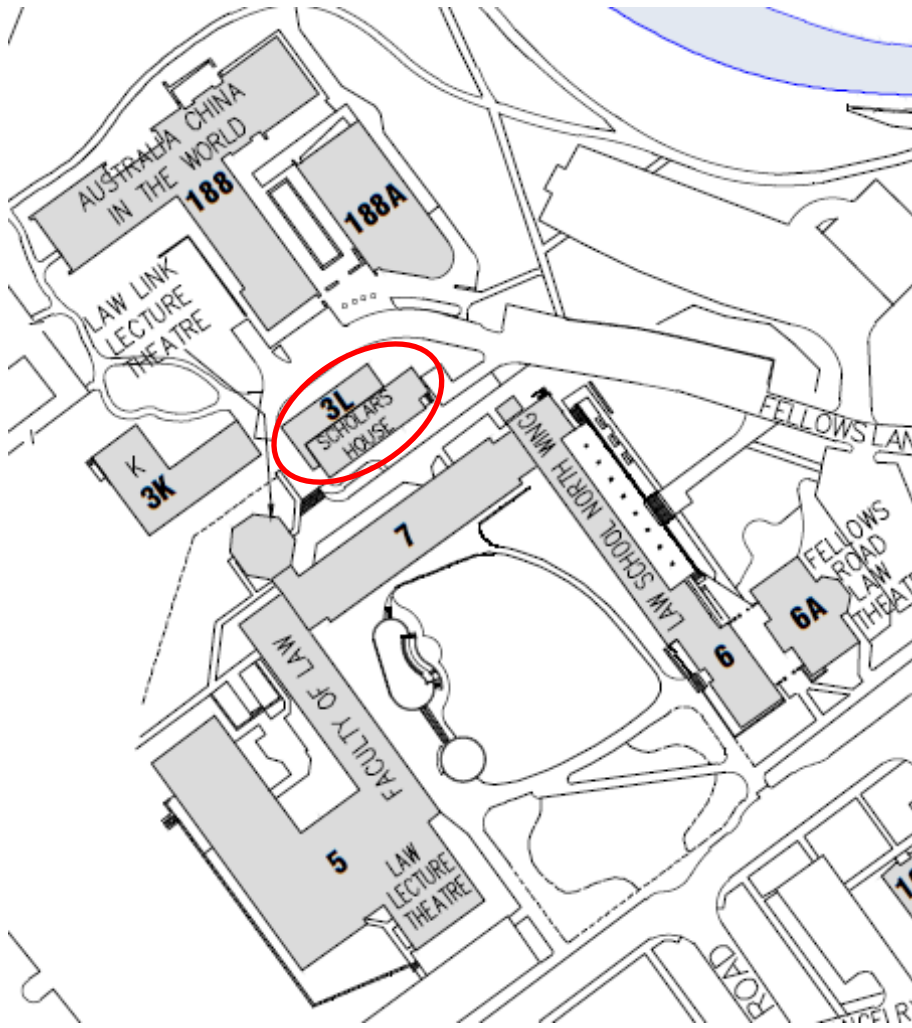 AUSTRALIA CHINA
IN THE WORLD
188
188A
LAW LINK
LECTURE
THEATRE
3L
SCHOLARS
HOUSE
K
3K
7
LAW SCHOOL NORTH WING
FELLOWS LAN
FELLOWS
ROAD
LAW
THEATR
6A
6
FACULTY OF LAW
5
LAW
LECTURE
THEATRE
ROAD